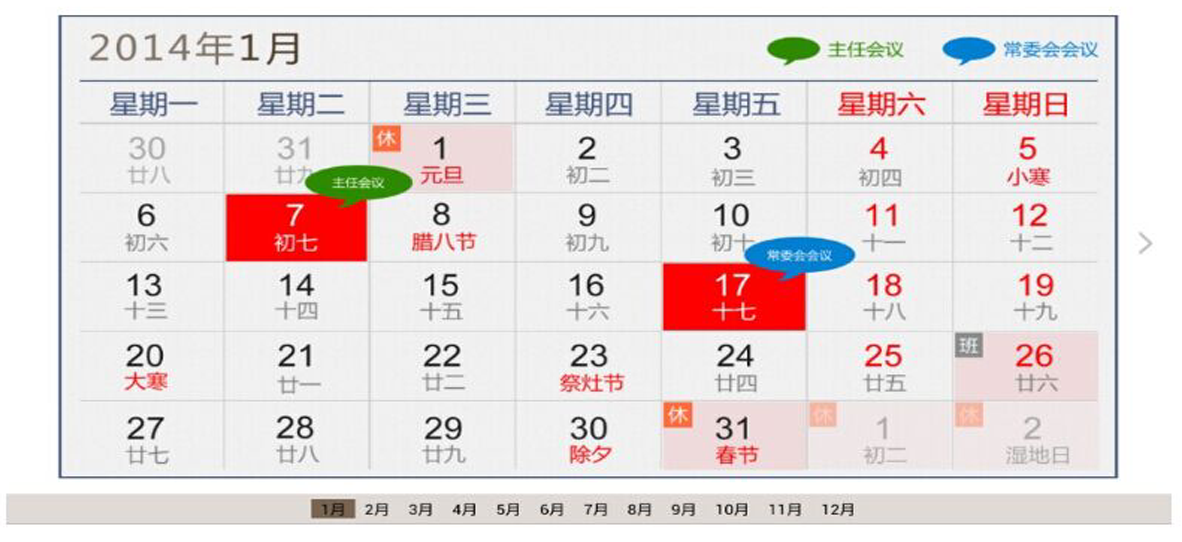 2014年1月 主任会议 常委会会议
星期一 星期二 星期三 星期四 星期五 星期六 星期日
30 31 休 1 2 3 4 5
廿八 廿九 主任会议 元旦 初二 初三 初四 小寒
6 7 8 9 10 11 12
初六 初七 腊八节 初九 初十 常委会会议 十一 十二
13 14 15 16 17 18 19
十三 十四 十五 十六 十七 十八 十九
20 21 22 23 24 25 班 26
大寒 廿一 廿二 祭灶节 廿四 廿五 廿六
27 28 29 30 休 31 休 1 休 2
廿七 廿八 廿九 除夕 春节 初二 湿地日
1月 2月 3月 4月 5月 6月 7月 8月 9月 10月 11月 12月